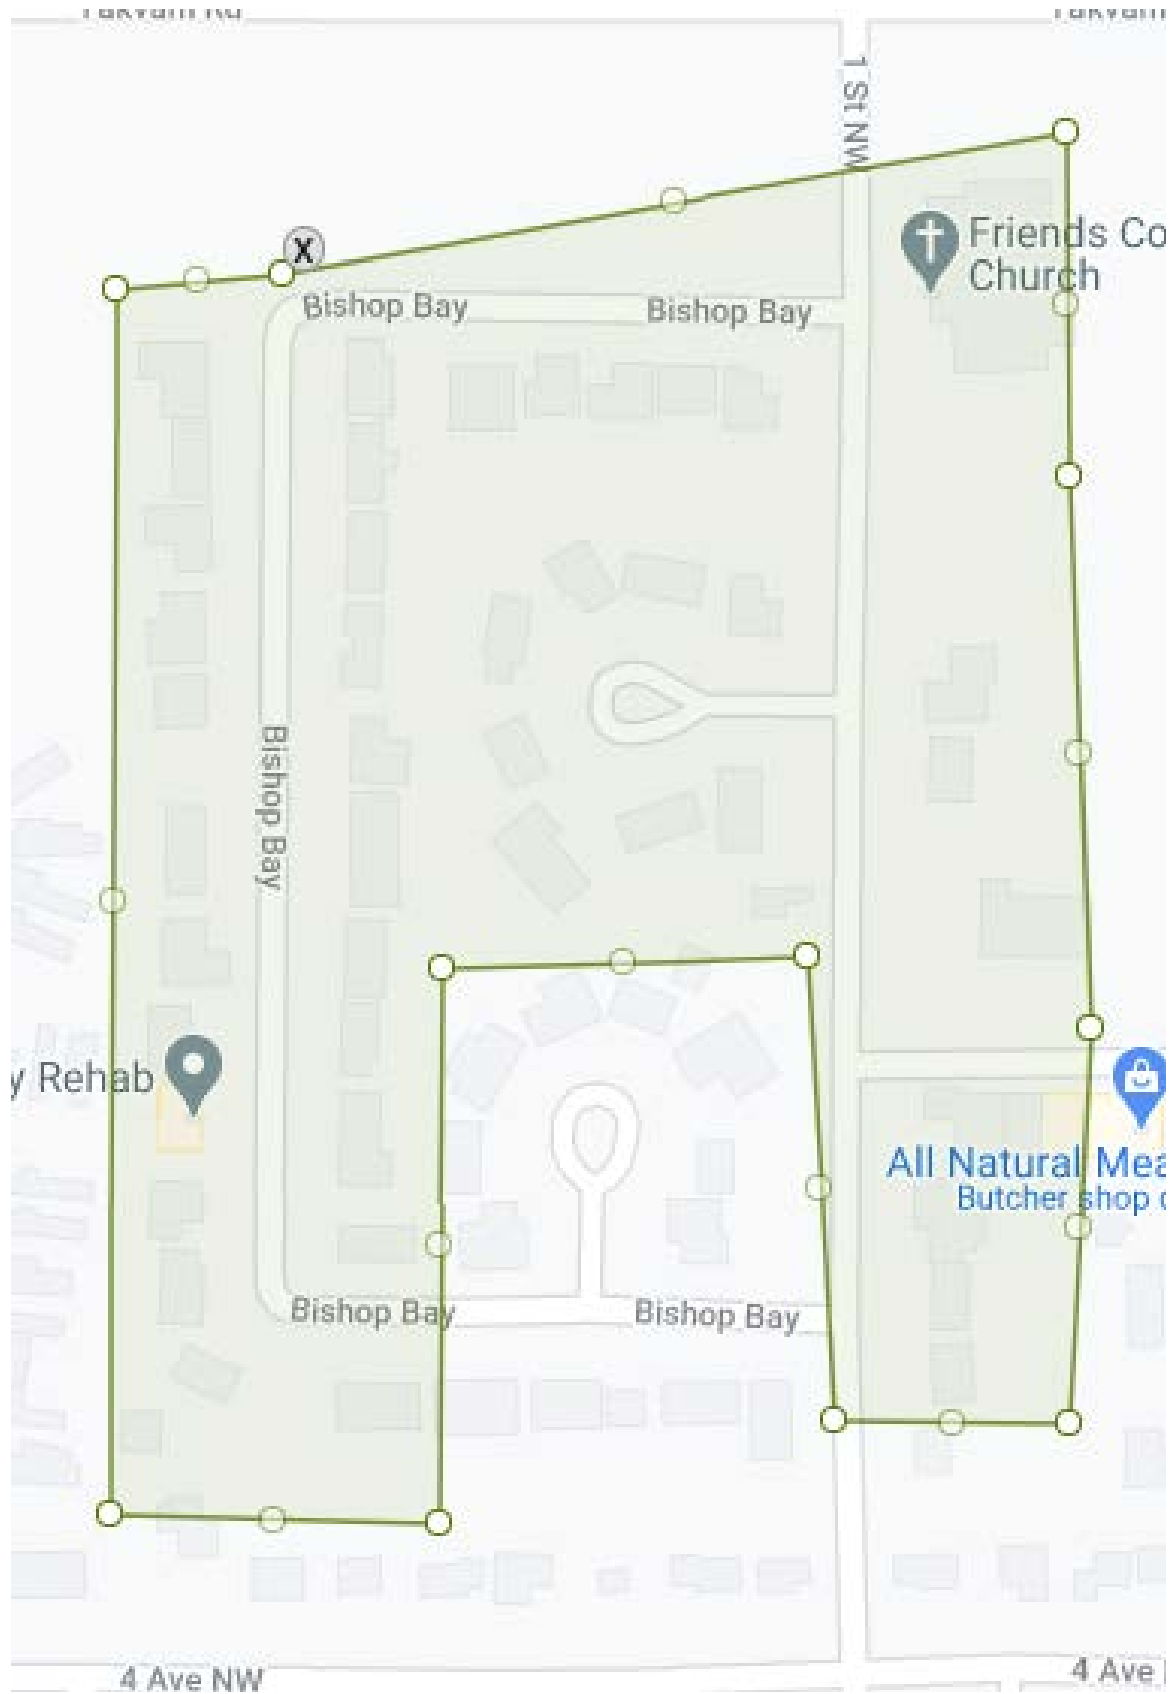 1 St NW
Friends Co
Church
Bishop Bay
Bishop Bay
X
Bishop Bay
y Rehab
All Natural Mea
Butcher shop
Bishop Bay
Bishop Bay
4 Ave NW
4 Ave